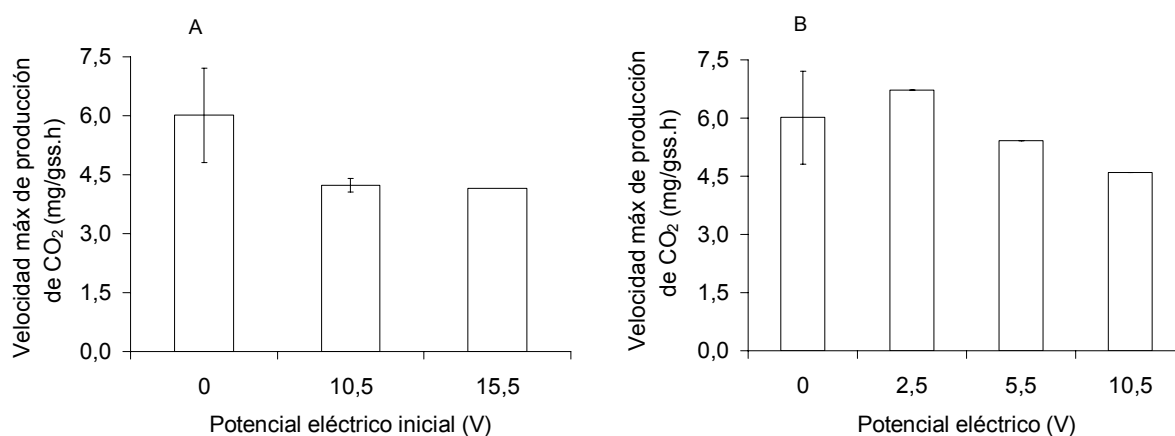 A
Velocidad máx de producción
de CO₂ (mg/gss.h)
7,5
6,0
4,5
3,0
1,5
0,0
0 10,5 15,5
Potencial eléctrico inicial (V)
B
Velocidad máx de producción
de CO₂ (mg/gss.h)
7,5
6,0
4,5
3,0
1,5
0,0
0 2,5 5,5 10,5
Potencial eléctrico (V)